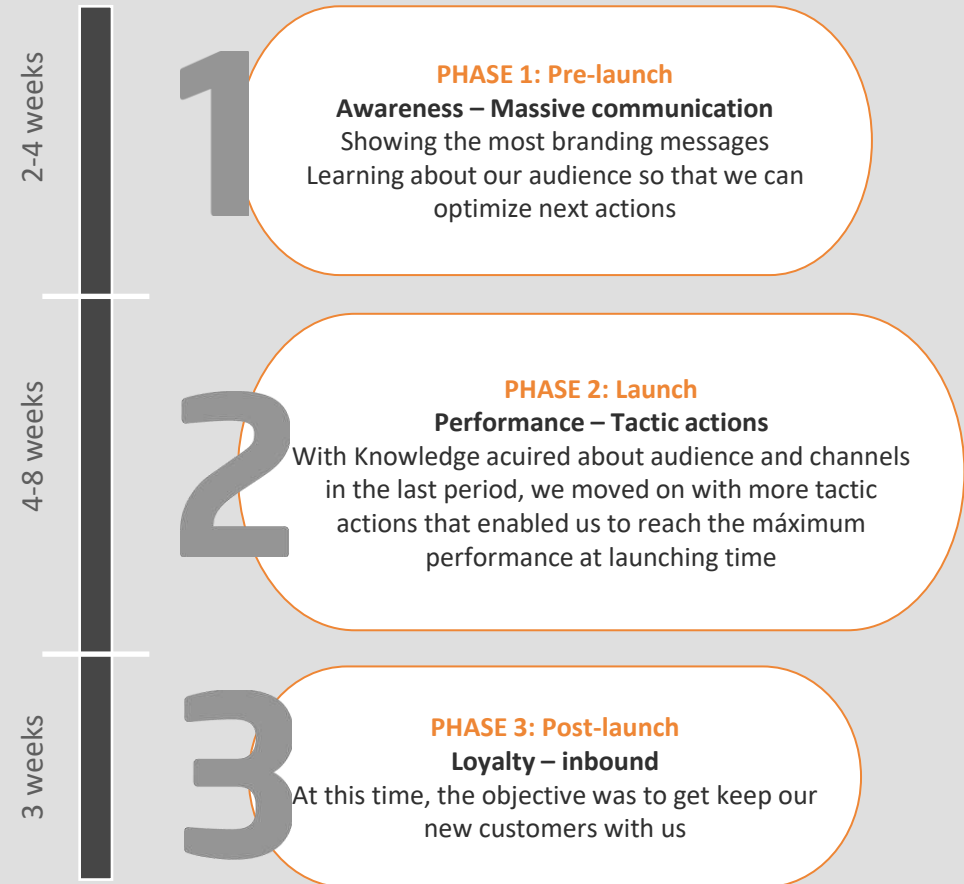 2-4 weeks
1
PHASE 1: Pre-launch
Awareness – Massive communication
Showing the most branding messages
Learning about our audience so that we can
optimize next actions
4-8 weeks
2
PHASE 2: Launch
Performance – Tactic actions
With Knowledge acuired about audience and channels
in the last period, we moved on with more tactic
actions that enabled us to reach the máximum
performance at launching time
3 weeks
3
PHASE 3: Post-launch
Loyalty – inbound
At this time, the objective was to get keep our
new customers with us